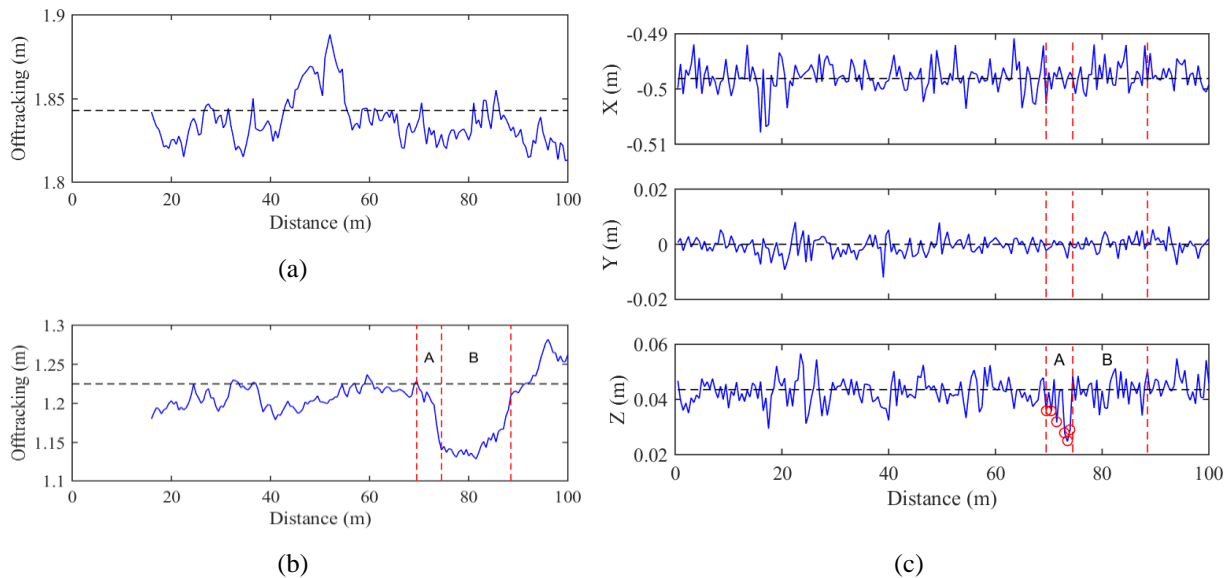 1.9
1.85
1.8
Offtracking (m)
0 20 40 60 80 100
Distance (m)
(a)
1.3
1.25
1.2
1.15
1.1
Offtracking (m)
A B
0 20 40 60 80 100
Distance (m)
(b)
-0.49
-0.5
-0.51
X (m)
0.02
0
-0.02
Y (m)
0.06
0.04
0.02
Z (m)
A B
0 20 40 60 80 100
Distance (m)
(c)